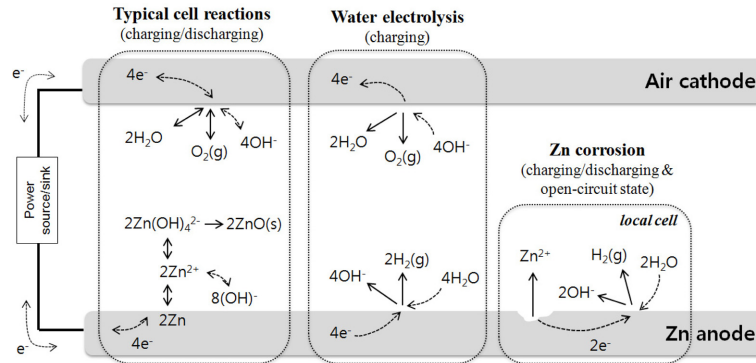 Typical cell reactions
(charging/discharging)
Water electrolysis
(charging)
e⁻
4e⁻
4e⁻
Air cathode
2H₂O
O₂(g)
4OH⁻
2H₂O
O₂(g)
4OH⁻
Zn corrosion
(charging/discharging &
open-circuit state)
local cell
Power
source/sink
2Zn(OH)₄²⁻
2ZnO(s)
2Zn²⁺
8(OH)⁻
2Zn
4e⁻
e⁻
2H₂(g)
4OH⁻
4H₂O
4e⁻
Zn²⁺
H₂(g)
2H₂O
2OH⁻
2e⁻
Zn anode